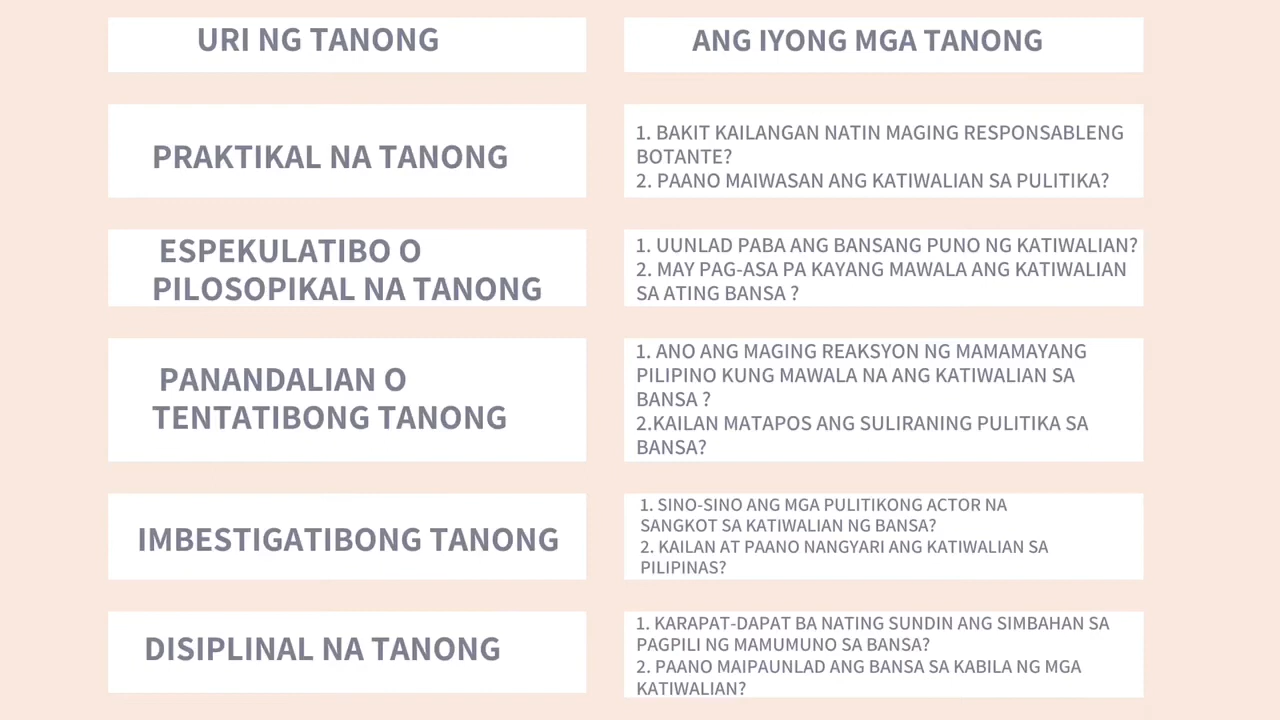 URI NG TANONG
ANG IYONG MGA TANONG
PRAKTIKAL NA TANONG
1. BAKIT KAILANGAN NATIN MAGING RESPONSABLENG
BOTANTE?
2. PAANO MAIWASAN ANG KATIWALIAN SA PULITIKA?
ESPEKULATIBO O
PILOSOPIKAL NA TANONG
1. UUNLAD PABA ANG BANSANG PUNO NG KATIWALIAN?
2. MAY PAG-ASA PA KAYANG MAWALA ANG KATIWALIAN
SA ATING BANSA ?
PANANDALIAN O
TENTATIBONG TANONG
1. ANO ANG MAGING REAKSYON NG MAMAMAYANG
PILIPINO KUNG MAWALA NA ANG KATIWALIAN SA
BANSA ?
2.KAILAN MATAPOS ANG SULIRANING PULITIKA SA
BANSA?
IMBESTIGATIBONG TANONG
1. SINO-SINO ANG MGA PULITIKONG ACTOR NA
SANGKOT SA KATIWALIAN NG BANSA?
2. KAILAN AT PAANO NANGYARI ANG KATIWALIAN SA
PILIPINAS?
DISIPLINAL NA TANONG
1. KARAPAT-DAPAT BA NATING SUNDIN ANG SIMBAHAN SA
PAGPILI NG MAMUMUNO SA BANSA?
2. PAANO MAIPAUNLAD ANG BANSA SA KABILA NG MGA
KATIWALIAN?